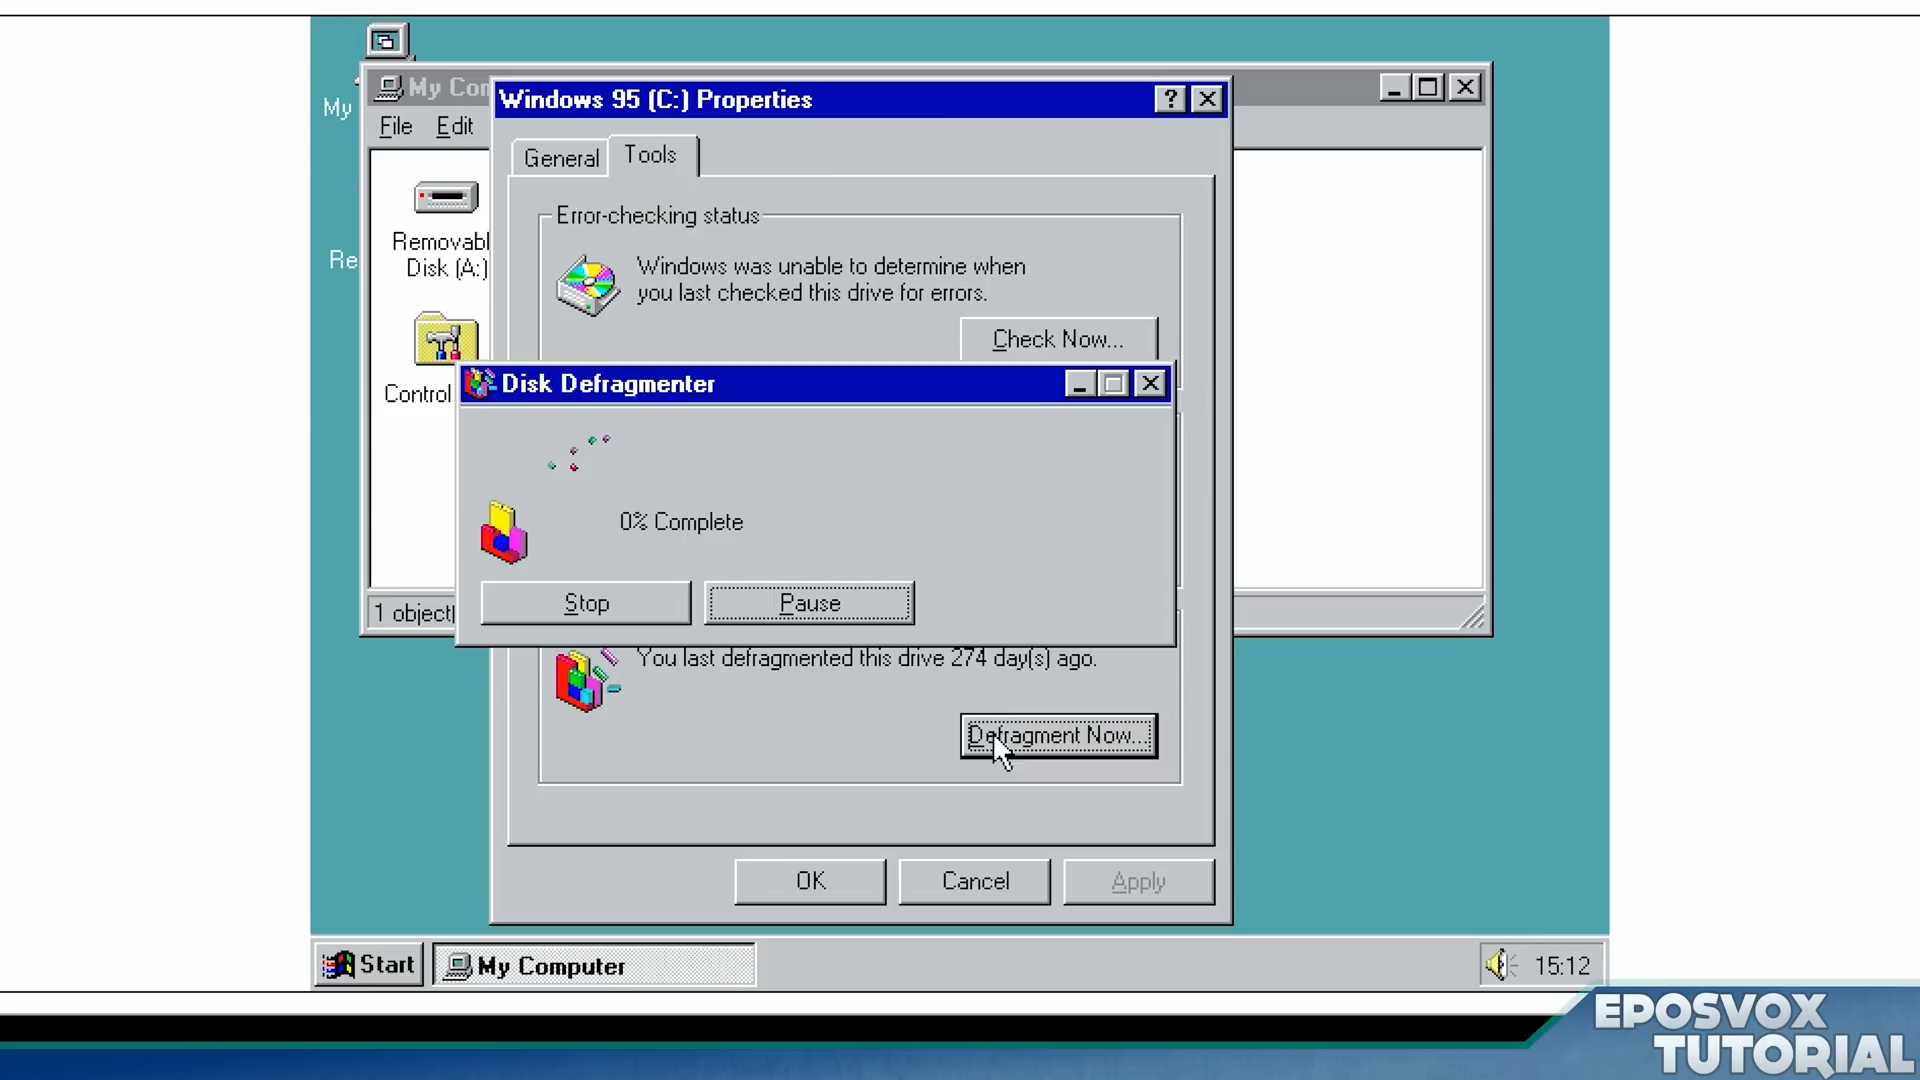 My Com
My
File Edit
Windows 95 (C:) Properties
General Tools
Error-checking status
Windows was unable to determine when
you last checked this drive for errors.
Check Now...
Removabl
Disk (A:)
Re
Control
Disk Defragmenter
0% Complete
Stop Pause
1 object
You last defragmented this drive 274 day(s) ago.
Defragment Now...
OK Cancel Apply
Start My Computer 15:12
EPOSVOX
TUTORIAL